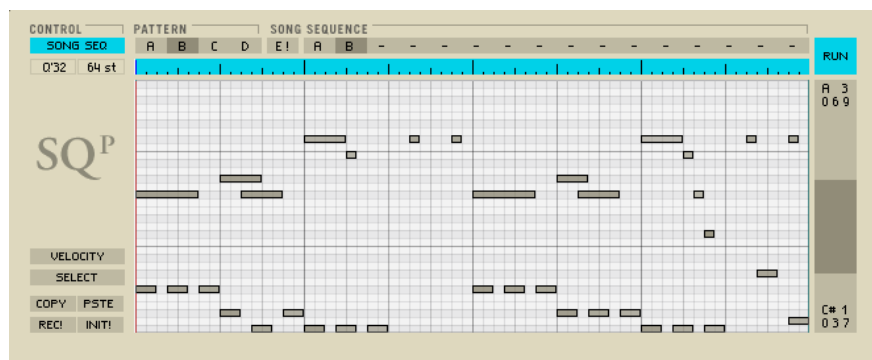 CONTROL PATTERN SONG SEQUENCE
SONG SEQ A B C D E! A B - - - - - - - - - - -
RUN
Q'32 64 st
A 3
069
SQP
VELOCITY
SELECT
COPY PSTE
C# 1
REC! INIT!
037